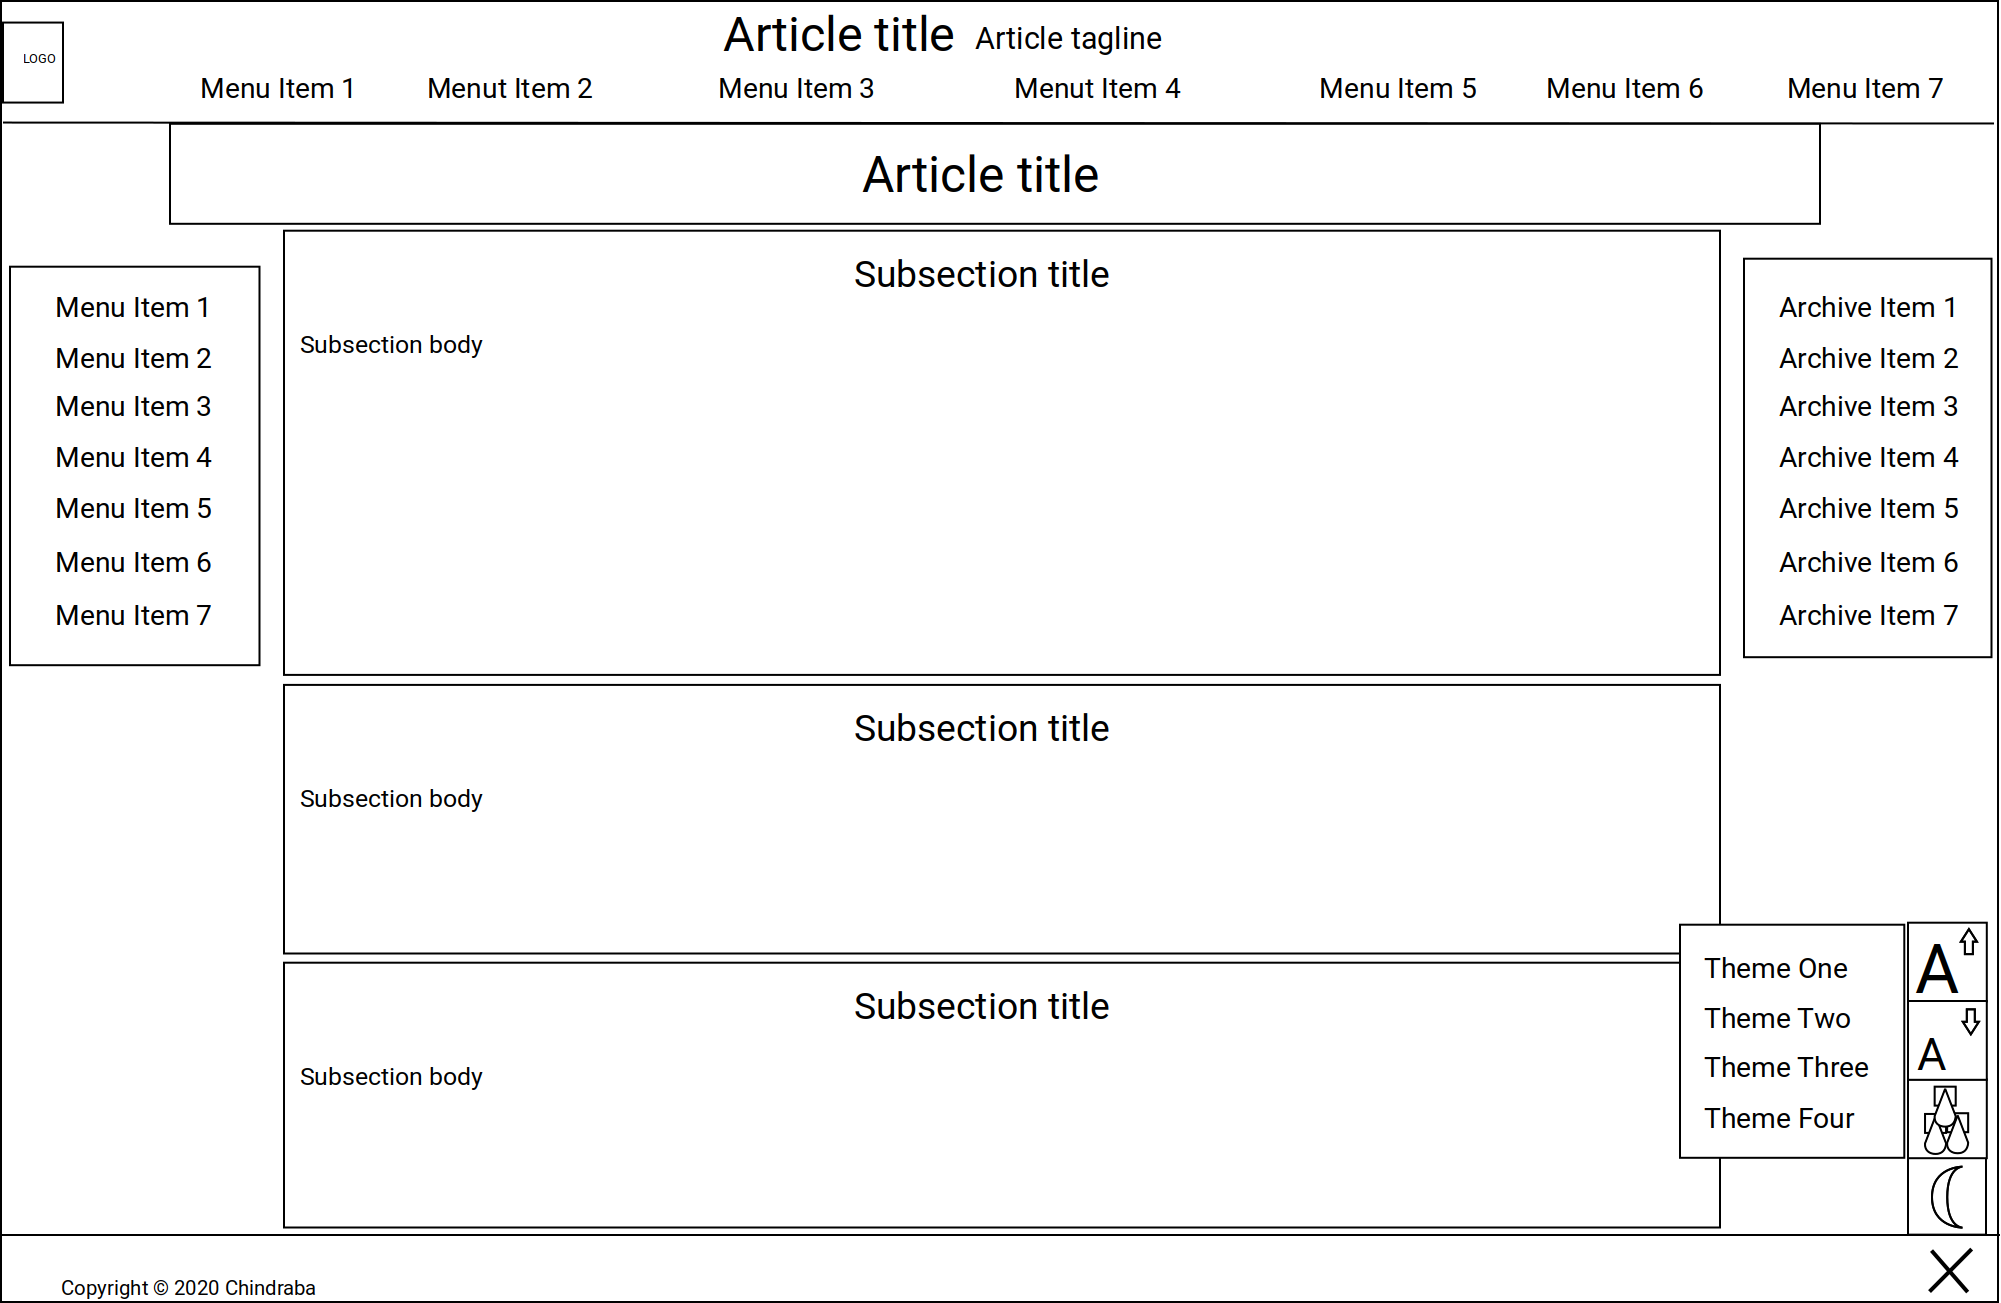 LOGO
Article title Article tagline
Menu Item 1 Menut Item 2 Menu Item 3 Menut Item 4 Menu Item 5 Menu Item 6 Menu Item 7
Article title
Menu Item 1
Menu Item 2
Menu Item 3
Menu Item 4
Menu Item 5
Menu Item 6
Menu Item 7
Subsection title
Subsection body
Subsection title
Subsection body
Subsection title
Subsection body
Archive Item 1
Archive Item 2
Archive Item 3
Archive Item 4
Archive Item 5
Archive Item 6
Archive Item 7
Theme One
Theme Two
Theme Three
Theme Four
A
A
Copyright © 2020 Chindraba